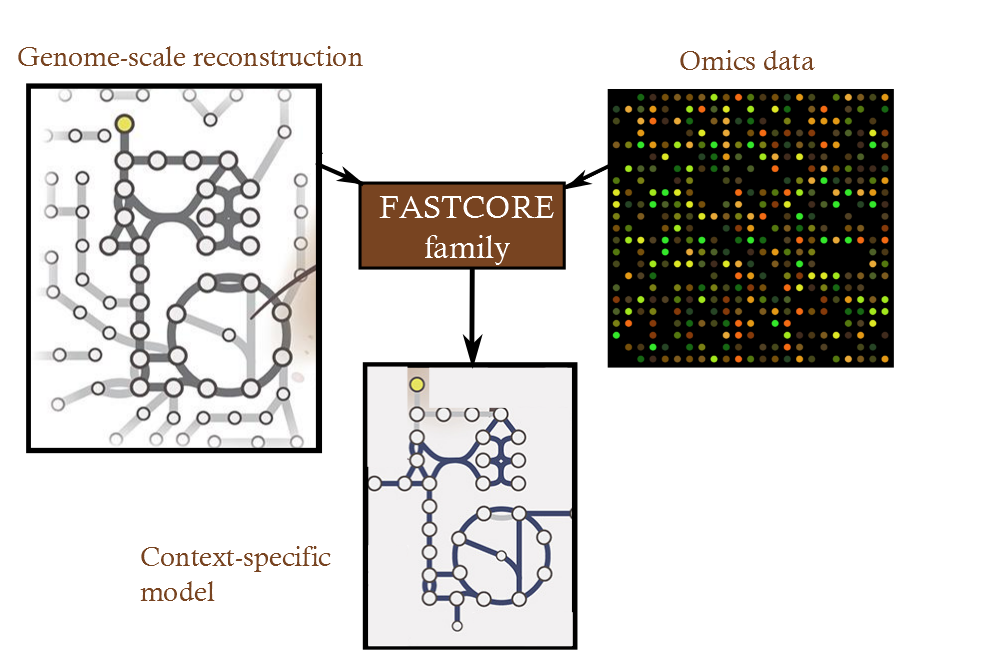 Genome-scale reconstruction
Omics data
FASTCORE
family
Context-specific
model